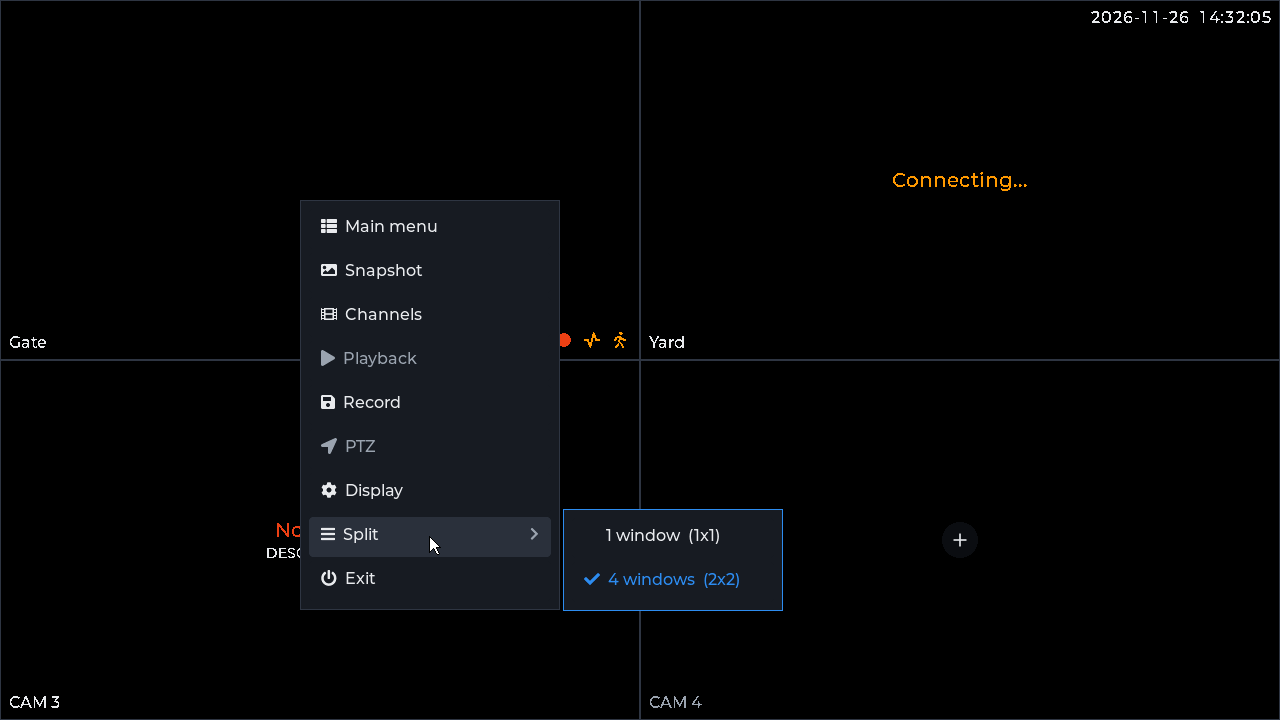 2026-11-26 14:32:05
Connecting...
Main menu
Snapshot
Channels
Playback
Record
PTZ
Display
Split
Exit
1 window (1x1)
4 windows (2x2)
Gate
Yard
CAM 3
CAM 4